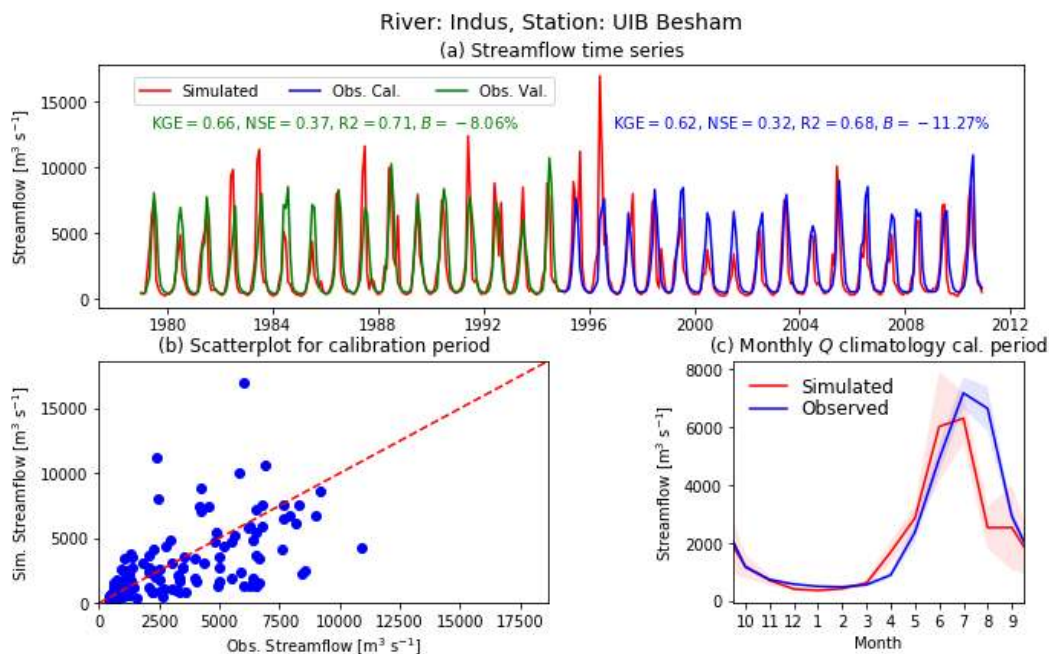 River: Indus, Station: UIB Besham
(a) Streamflow time series
Simulated Obs. Cal. Obs. Val.
KGE = 0.66, NSE = 0.37, R2 = 0.71, B = −8.06%
KGE = 0.62, NSE = 0.32, R2 = 0.68, B = −11.27%
Streamflow [m³ s⁻¹]
15000
10000
5000
0
1980 1984 1988 1992 1996 2000 2004 2008 2012
(b) Scatterplot for calibration period
Sim. Streamflow [m³ s⁻¹]
15000
10000
5000
0
0 2500 5000 7500 10000 12500 15000 17500
Obs. Streamflow [m³ s⁻¹]
(c) Monthly Q climatology cal. period
Simulated
Observed
Streamflow [m³ s⁻¹]
8000
6000
4000
2000
0
10 11 12 1 2 3 4 5 6 7 8 9
Month